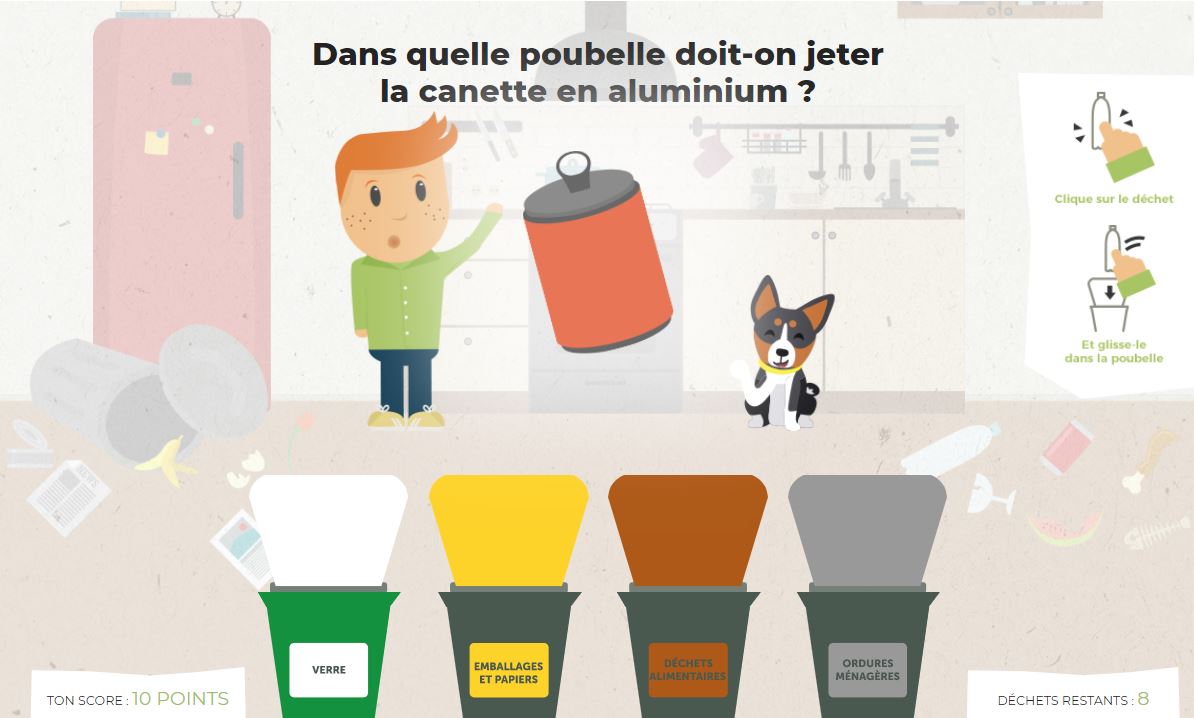 Dans quelle poubelle doit-on jeter
la canette en aluminium ?
Clique sur le déchet
Et glisse-le
dans la poubelle
VERRE
EMBALLAGES
ET PAPIERS
DÉCHETS
ALIMENTAIRES
ORDURES
MÉNAGÈRES
TON SCORE : 10 POINTS
DÉCHETS RESTANTS : 8